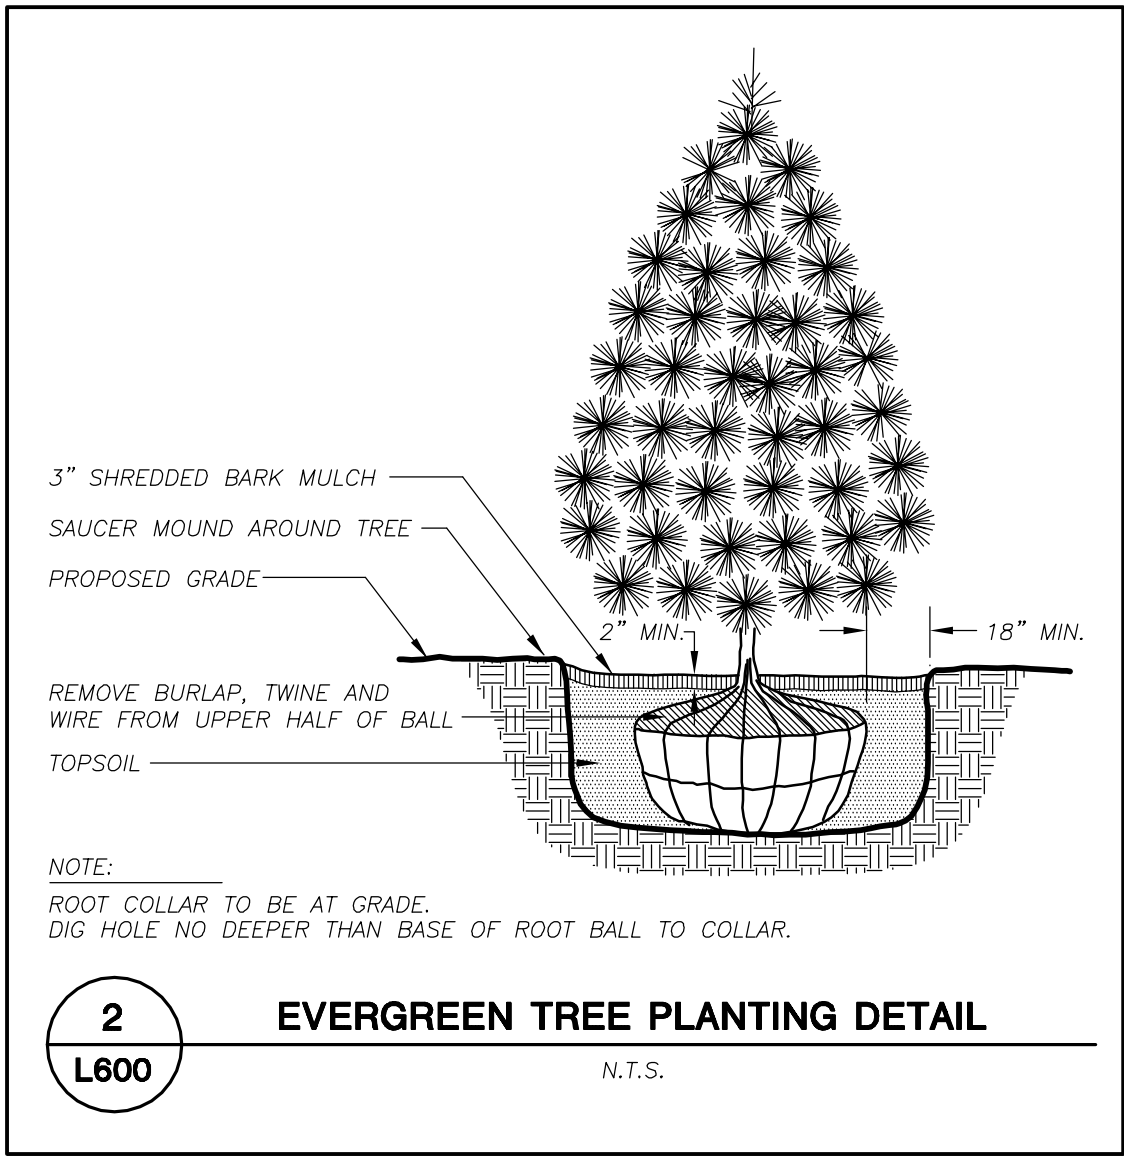 3” SHREDDED BARK MULCH
SAUCER MOUND AROUND TREE
PROPOSED GRADE
2” MIN.
18” MIN.
REMOVE BURLAP, TWINE AND
WIRE FROM UPPER HALF OF BALL
TOPSOIL
NOTE:
ROOT COLLAR TO BE AT GRADE.
DIG HOLE NO DEEPER THAN BASE OF ROOT BALL TO COLLAR.
2
L600
EVERGREEN TREE PLANTING DETAIL
N.T.S.